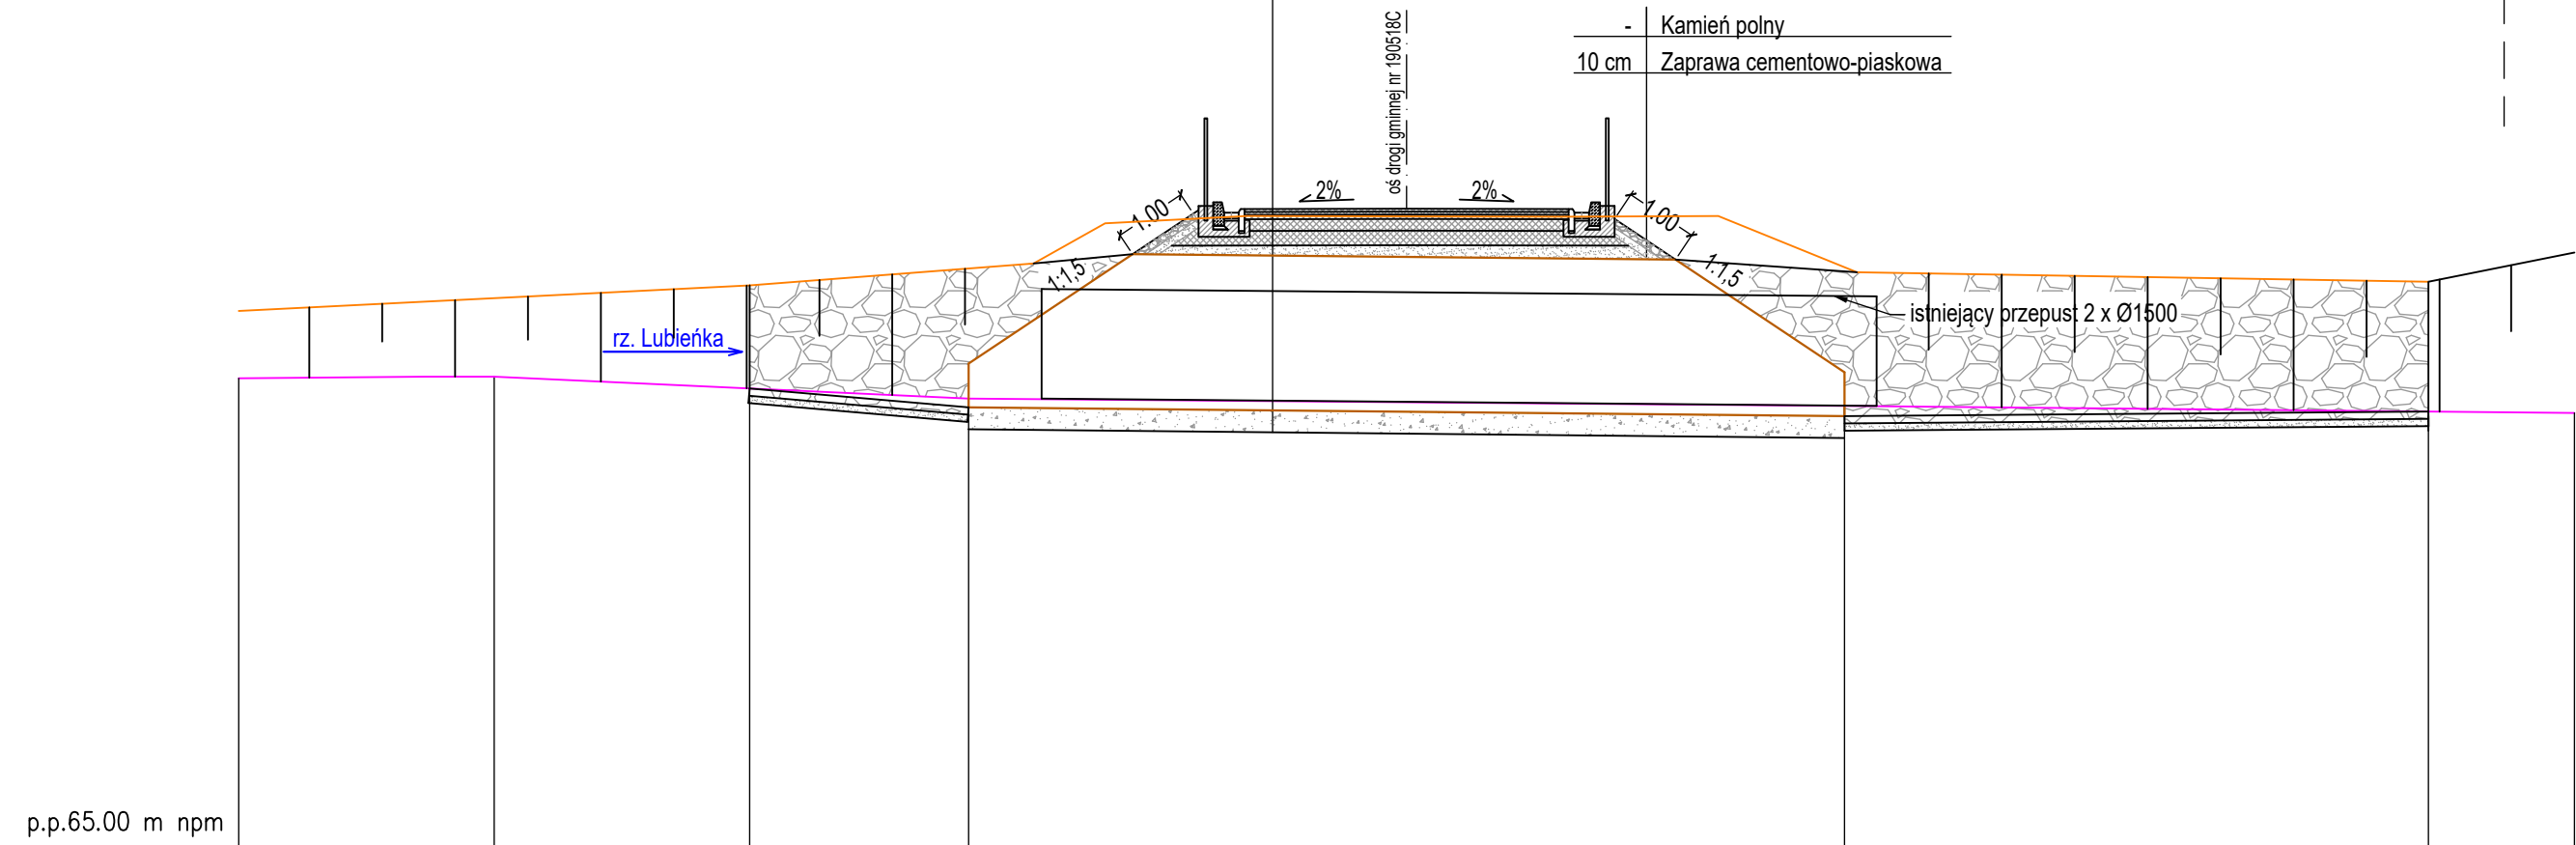 - Kamień polny
10 cm Zaprawa cementowo-piaskowa
oś drogi gminnej nr 190518C
2% 2%
1.00 1.00
1:1,5 1:1,5
rz. Lubieńka
istniejący przepust 2 x Ø1500
p.p.65.00 m npm